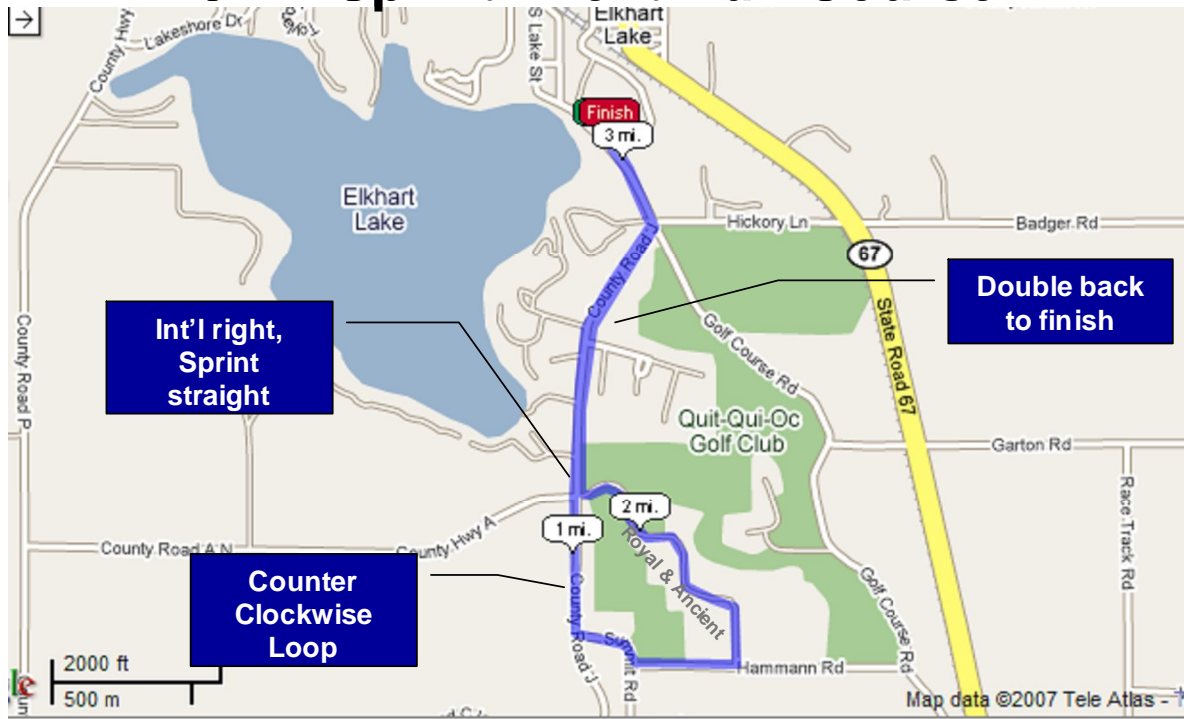 Elkhart
Lake
S Lake St
Lakeshore Dr
County Hwy
Finish
3 mi.
Elkhart
Lake
Hickory Ln
Badger Rd
County Road J
67
Double back
to finish
Int'l right,
Sprint
straight
State Road 67
Golf Course Rd
County Road P
Quit-Qui-Oc
Golf Club
Garton Rd
2 mi.
1 mi.
Race Track Rd
County Road A N
County Hwy A
Royal & Ancient
Counter
Clockwise
Loop
County Road J
Summit Rd
Golf Course Rd
Hammann Rd
2000 ft
500 m
Map data ©2007 Tele Atlas -